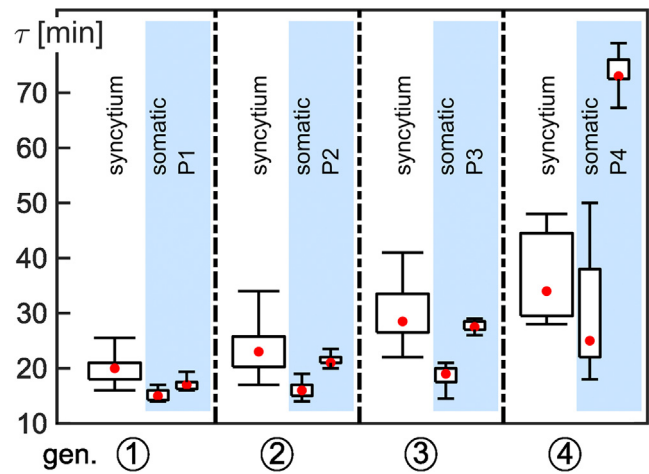 τ [min]
70
60
50
40
30
20
10
syncytium
somatic
P1
syncytium
somatic
P2
syncytium
somatic
P3
syncytium
somatic
P4
gen. ① ② ③ ④